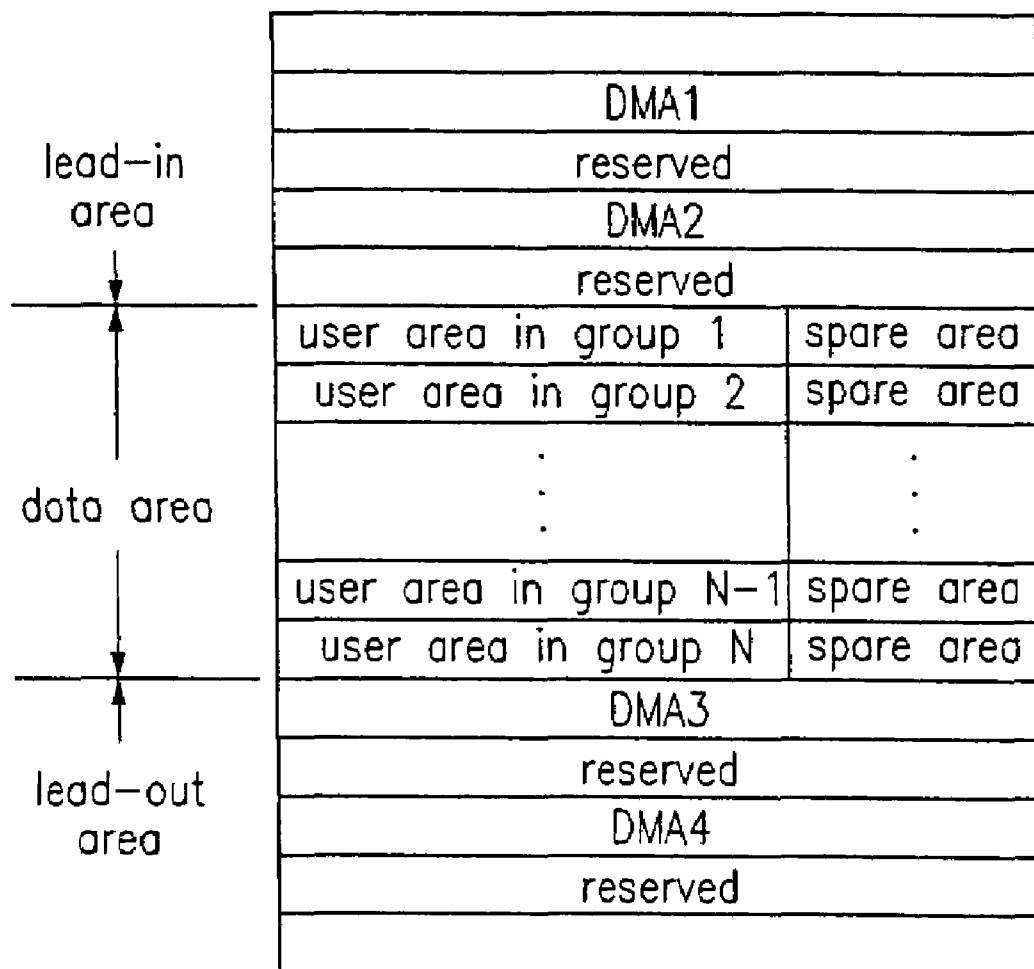 DMA1
reserved
lead-in
area
DMA2
reserved
user area in group 1 spare area
user area in group 2 spare area
data area
user area in group N-1 spare area
user area in group N spare area
DMA3
reserved
lead-out
area
DMA4
reserved